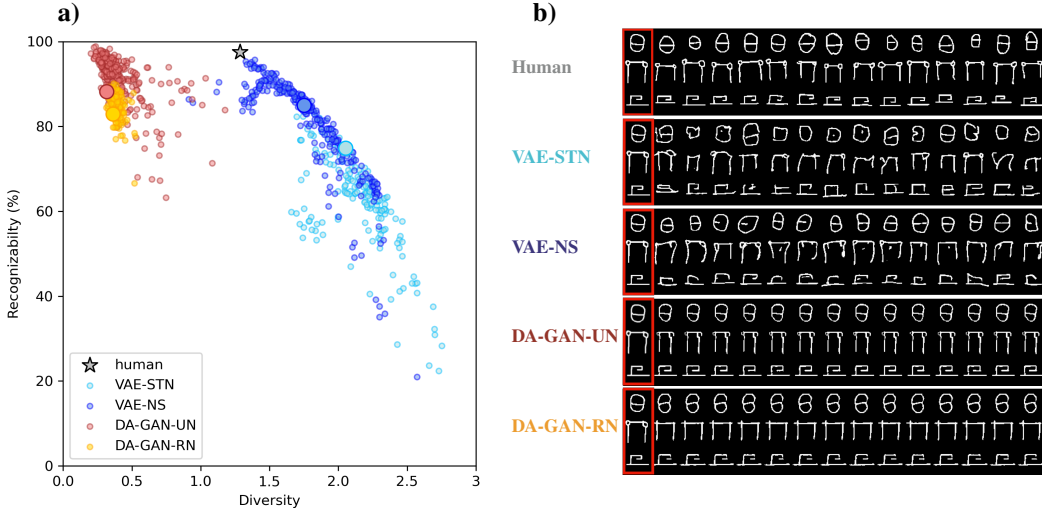 a)
Recognizabilty (%)
100
80
60
40
20
0
0.0 0.5 1.0 1.5 2.0 2.5 3
Diversity
human
VAE-STN
VAE-NS
DA-GAN-UN
DA-GAN-RN
b)
Human
VAE-STN
VAE-NS
DA-GAN-UN
DA-GAN-RN